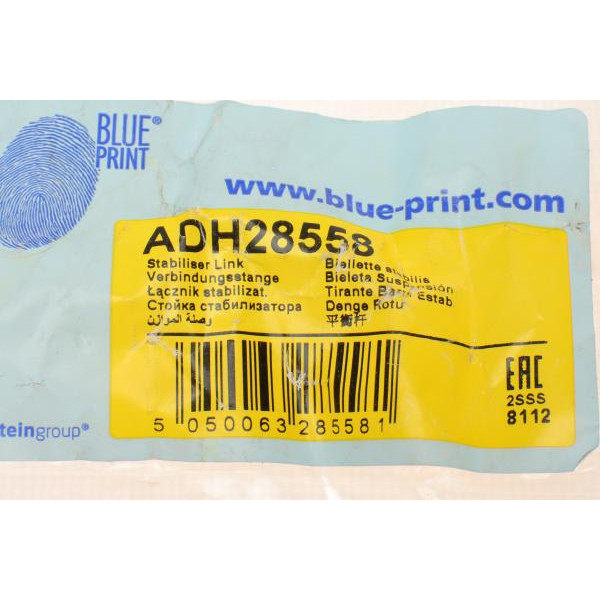 BLUE®
PRINT
www.blue-print.com
ADH28558
Stabiliser Link
Verbindungsstange
Łącznik stabilizat.
Стойка стабилизатора
وصلة الموازن
Biellette stabilis
Bieleta Suspensión
Tirante Barra Estab
Denge Rotu
平衡杆
5 050063 285581
EAC
2SSS
8112
steingroup®